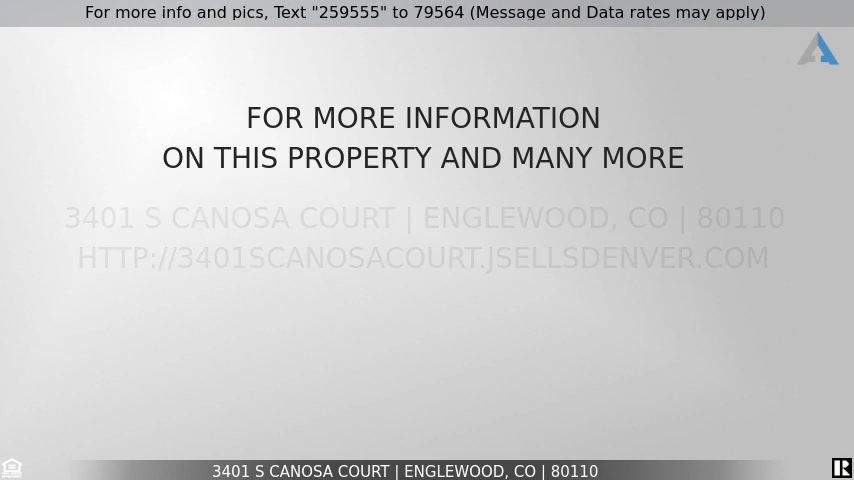 For more info and pics, Text "259555" to 79564 (Message and Data rates may apply)
FOR MORE INFORMATION
ON THIS PROPERTY AND MANY MORE
3401 S CANOSA COURT | ENGLEWOOD, CO | 80110
HTTP://3401SCANOSACOURT.JSELLSDENVER.COM
3401 S CANOSA COURT | ENGLEWOOD, CO | 80110